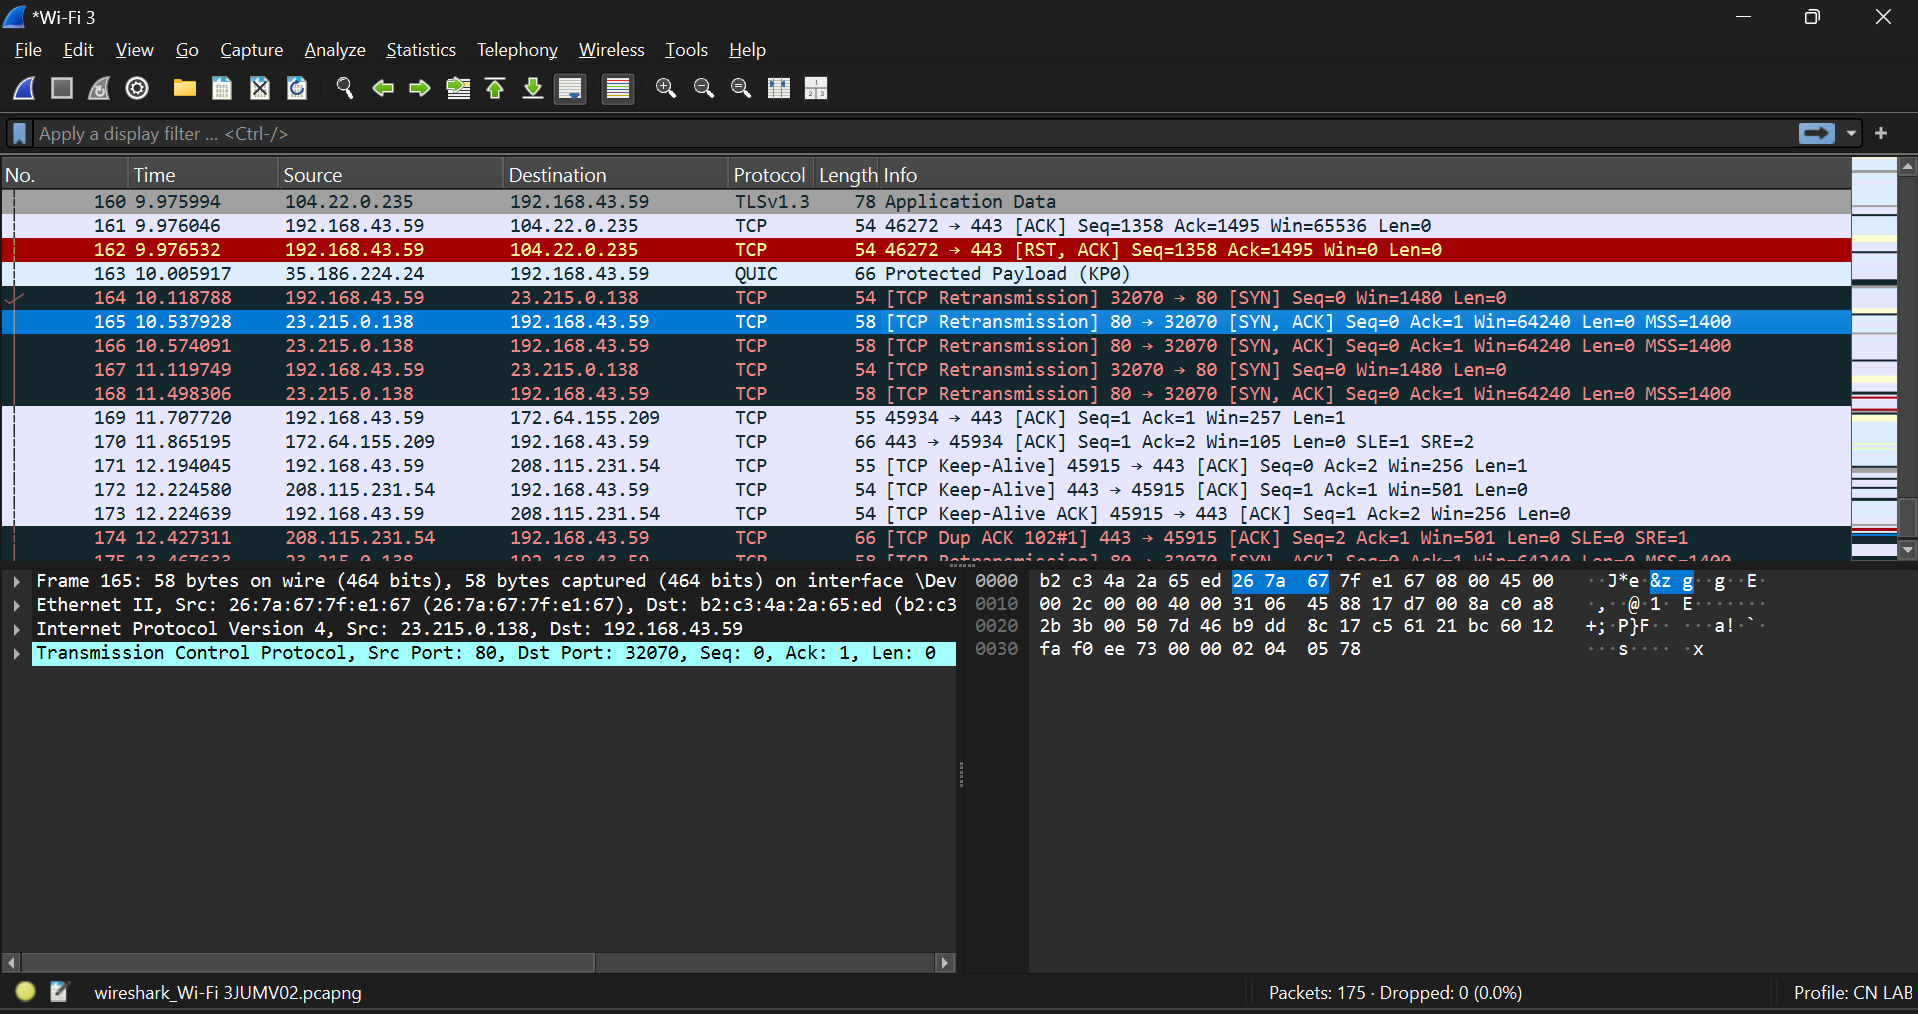 *Wi-Fi 3
File Edit View Go Capture Analyze Statistics Telephony Wireless Tools Help
Apply a display filter ... <Ctrl-/>
No. Time Source Destination Protocol Length Info
160 9.975994 104.22.0.235 192.168.43.59 TLSv1.3 78 Application Data
161 9.976046 192.168.43.59 104.22.0.235 TCP 54 46272 → 443 [ACK] Seq=1358 Ack=1495 Win=65536 Len=0
162 9.976532 192.168.43.59 104.22.0.235 TCP 54 46272 → 443 [RST, ACK] Seq=1358 Ack=1495 Win=0 Len=0
163 10.005917 35.186.224.24 192.168.43.59 QUIC 66 Protected Payload (KP0)
164 10.118788 192.168.43.59 23.215.0.138 TCP 54 [TCP Retransmission] 32070 → 80 [SYN] Seq=0 Win=1480 Len=0
165 10.537928 23.215.0.138 192.168.43.59 TCP 58 [TCP Retransmission] 80 → 32070 [SYN, ACK] Seq=0 Ack=1 Win=64240 Len=0 MSS=1400
166 10.574091 23.215.0.138 192.168.43.59 TCP 58 [TCP Retransmission] 80 → 32070 [SYN, ACK] Seq=0 Ack=1 Win=64240 Len=0 MSS=1400
167 11.119749 192.168.43.59 23.215.0.138 TCP 54 [TCP Retransmission] 32070 → 80 [SYN] Seq=0 Win=1480 Len=0
168 11.498306 23.215.0.138 192.168.43.59 TCP 58 [TCP Retransmission] 80 → 32070 [SYN, ACK] Seq=0 Ack=1 Win=64240 Len=0 MSS=1400
169 11.707720 192.168.43.59 172.64.155.209 TCP 55 45934 → 443 [ACK] Seq=1 Ack=1 Win=257 Len=1
170 11.865195 172.64.155.209 192.168.43.59 TCP 66 443 → 45934 [ACK] Seq=1 Ack=2 Win=105 Len=0 SLE=1 SRE=2
171 12.194045 192.168.43.59 208.115.231.54 TCP 55 [TCP Keep-Alive] 45915 → 443 [ACK] Seq=0 Ack=2 Win=256 Len=1
172 12.224580 208.115.231.54 192.168.43.59 TCP 54 [TCP Keep-Alive] 443 → 45915 [ACK] Seq=1 Ack=1 Win=501 Len=0
173 12.224639 192.168.43.59 208.115.231.54 TCP 54 [TCP Keep-Alive ACK] 45915 → 443 [ACK] Seq=1 Ack=2 Win=256 Len=0
174 12.427311 208.115.231.54 192.168.43.59 TCP 66 [TCP Dup ACK 102#1] 443 → 45915 [ACK] Seq=2 Ack=1 Win=501 Len=0 SLE=0 SRE=1
175 13.467633 23.215.0.138 192.168.43.59 TCP 58 [TCP Retransmission] 80 → 32070 [SYN, ACK] Seq=0 Ack=1 Win=64240 Len=0 MSS=1400
Frame 165: 58 bytes on wire (464 bits), 58 bytes captured (464 bits) on interface \Dev
Ethernet II, Src: 26:7a:67:7f:e1:67 (26:7a:67:7f:e1:67), Dst: b2:c3:4a:2a:65:ed (b2:c3
Internet Protocol Version 4, Src: 23.215.0.138, Dst: 192.168.43.59
Transmission Control Protocol, Src Port: 80, Dst Port: 32070, Seq: 0, Ack: 1, Len: 0
0000 b2 c3 4a 2a 65 ed 26 7a 67 7f e1 67 08 00 45 00 ··J*e·&z g··g··E·
0010 00 2c 00 00 40 00 31 06 45 88 17 d7 00 8a c0 a8 ·,··@·1· E·······
0020 2b 3b 00 50 7d 46 b9 dd 8c 17 c5 61 21 bc 60 12 +;·P}F·· ···a!·`·
0030 fa f0 ee 73 00 00 02 04 05 78 ···s···· ·x
wireshark_Wi-Fi 3JUMV02.pcapng
Packets: 175 · Dropped: 0 (0.0%)
Profile: CN LAB